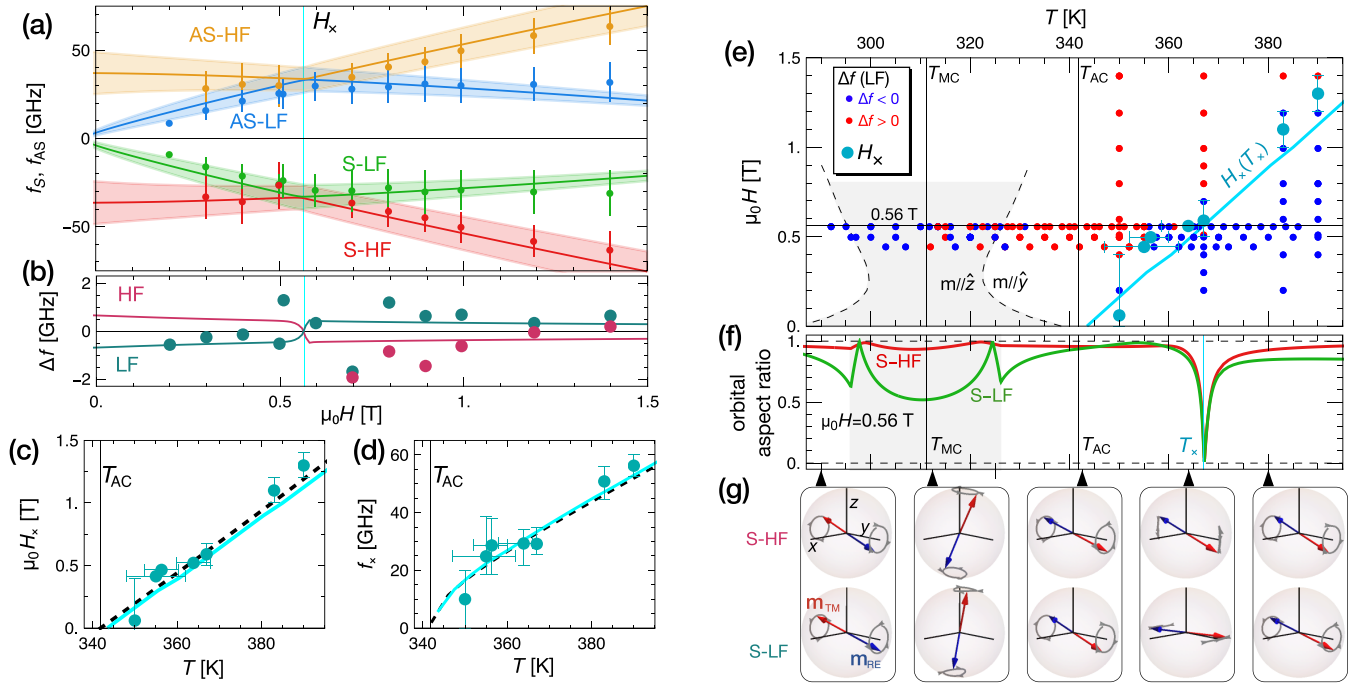 (a)
H×
AS-HF
AS-LF
S-LF
S-HF
50
0
−50
fS, fAS [GHz]
(b)
HF
LF
2
0
−2
Δf [GHz]
0.
0.5
1.
1.5
μ0H [T]
(c)
TAC
1.5
1.
0.5
0.
μ0H× [T]
340
360
380
T [K]
(d)
TAC
60
40
20
0
f× [GHz]
340
360
380
T [K]
T [K]
300
320
340
360
380
(e)
TMC
TAC
Δf (LF)
Δf < 0
Δf > 0
H×
H×(T×)
0.56 T
m//ẑ
m//ŷ
1.5
1.
0.5
0.
μ0H [T]
(f)
S-HF
S-LF
μ0H=0.56 T
TMC
TAC
T×
1.
0.5
0.
orbital
aspect ratio
(g)
S-HF
z
y
x
S-LF
mTM
mRE